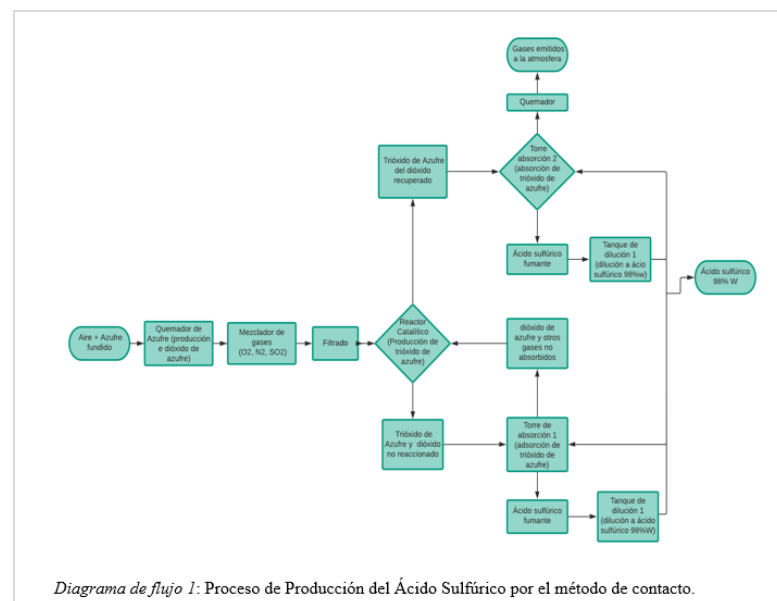 Gases emitidos
a la atmosfera
Quemador
Torre
absorción 2
(absorción de
trióxido de
azufre)
Trióxido de Azufre
del dióxido
recuperado
Ácido sulfúrico
fumante
Tanque de
dilución 1
(dilución a ácio
sulfúrico 98%w)
Ácido sulfúrico
98% W
Aire + Azufre
fundido
Quemador de
Azufre (producción
e dióxido de
azufre)
Mezclador de
gases
(O2, N2, SO2)
Filtrado
Reactor
Catalítico
(Producción de
trióxido de
azufre)
dióxido de
azufre y otros
gases no
absorbidos
Trióxido de
Azufre y dióxido
no reaccionado
Torre de
absorción 1
(adsorción de
trióxido de
azufre)
Ácido sulfúrico
fumante
Tanque de
dilución 1
(dilución a ácido
sulfúrico 98%W)
Diagrama de flujo 1: Proceso de Producción del Ácido Sulfúrico por el método de contacto.